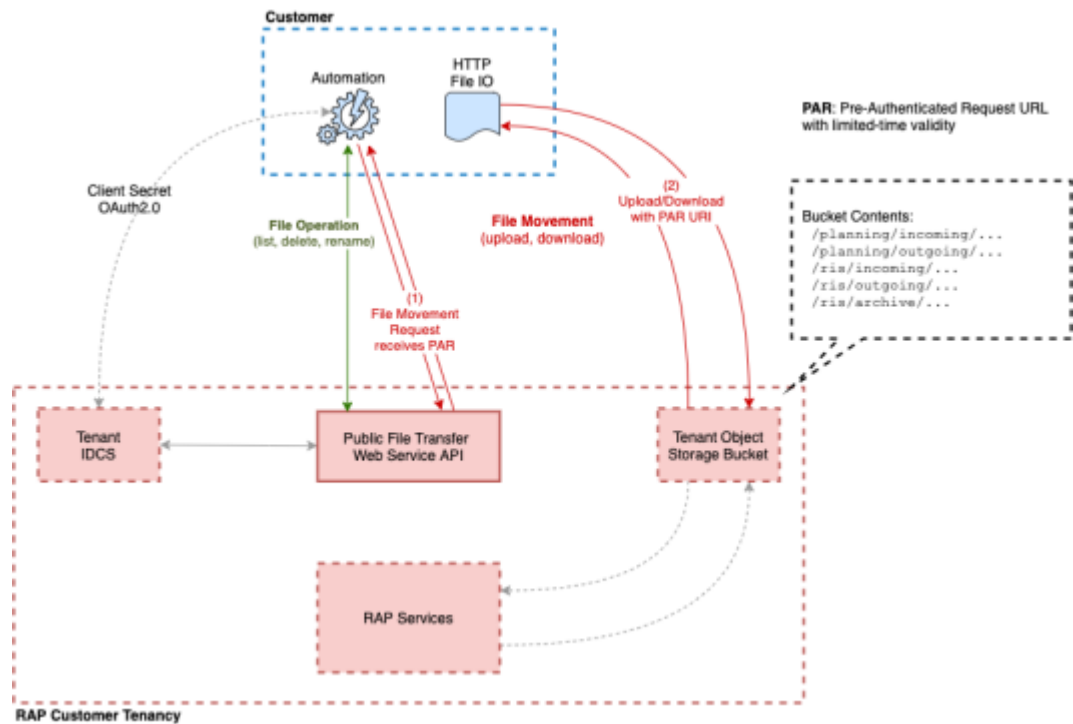 Customer
Automation
HTTP
File IO
PAR: Pre-Authenticated Request URL
with limited-time validity
Client Secret
OAuth2.0
File Operation
(list, delete, rename)
File Movement
(upload, download)
(2)
Upload/Download
with PAR URI
Bucket Contents:
/planning/incoming/...
/planning/outgoing/...
/ris/incoming/...
/ris/outgoing/...
/ris/archive/...
(1)
File Movement
Request
receives PAR
Tenant
IDCS
Public File Transfer
Web Service API
Tenant Object
Storage Bucket
RAP Services
RAP Customer Tenancy